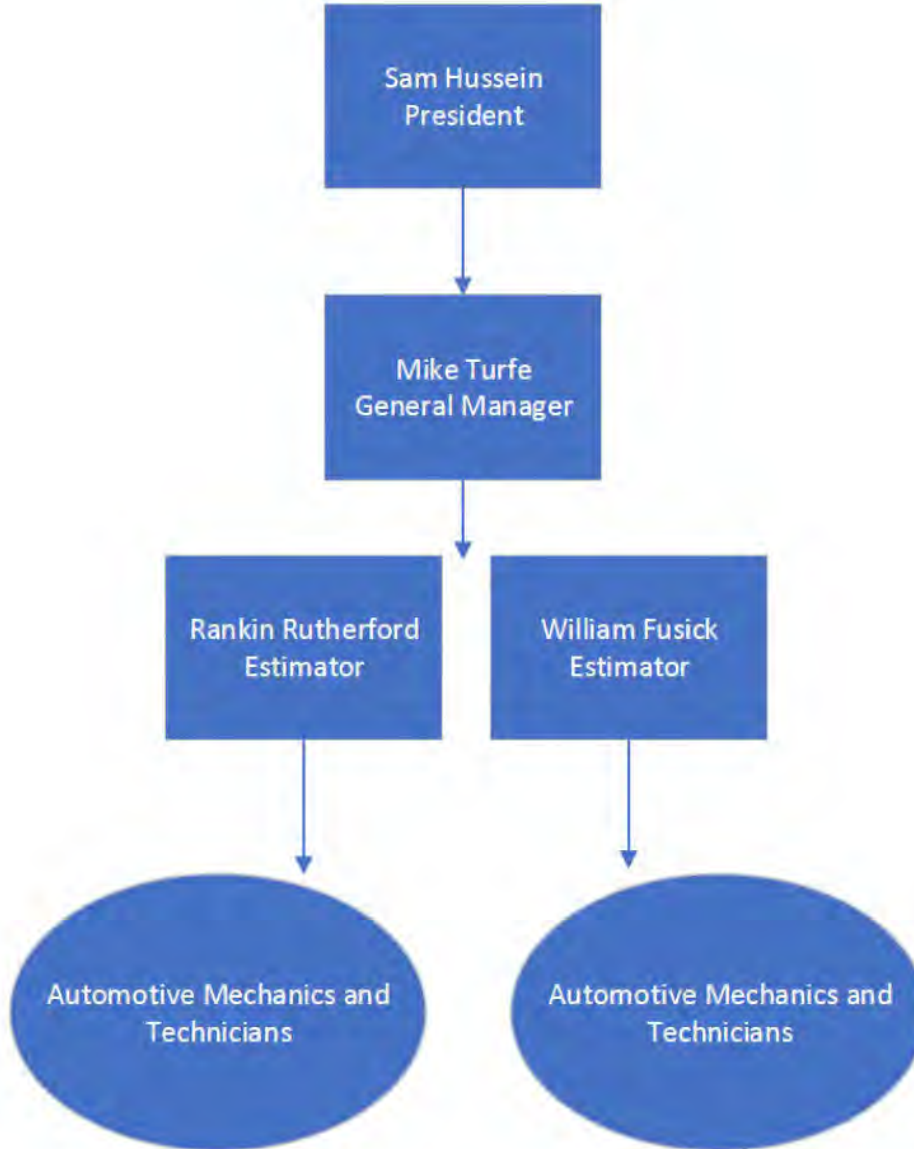 Sam Hussein
President
Mike Turfe
General Manager
Rankin Rutherford
Estimator
William Fusick
Estimator
Automotive Mechanics and
Technicians
Automotive Mechanics and
Technicians